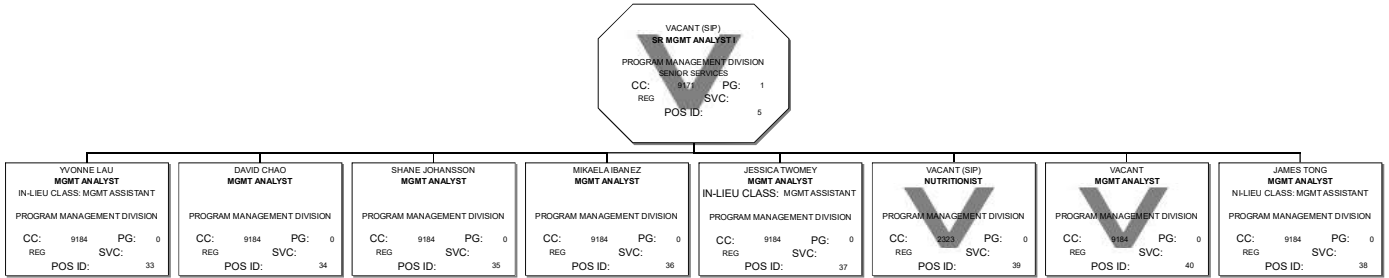 VACANT (SIP)
SR MGMT ANALYST I
PROGRAM MANAGEMENT DIVISION
SENIOR SERVICES
CC: 9171 PG: 1
REG SVC:
POS ID: 5
YVONNE LAU
MGMT ANALYST
IN-LIEU CLASS: MGMT ASSISTANT
PROGRAM MANAGEMENT DIVISION
CC: 9184 PG: 0
REG SVC:
POS ID: 33
DAVID CHAO
MGMT ANALYST
PROGRAM MANAGEMENT DIVISION
CC: 9184 PG: 0
REG SVC:
POS ID: 34
SHANE JOHANSSON
MGMT ANALYST
PROGRAM MANAGEMENT DIVISION
CC: 9184 PG: 0
REG SVC:
POS ID: 35
MIKAELA IBANEZ
MGMT ANALYST
PROGRAM MANAGEMENT DIVISION
CC: 9184 PG: 0
REG SVC:
POS ID: 36
JESSICA TWOMEY
MGMT ANALYST
IN-LIEU CLASS: MGMT ASSISTANT
PROGRAM MANAGEMENT DIVISION
CC: 9184 PG: 0
REG SVC:
POS ID: 37
VACANT (SIP)
NUTRITIONIST
PROGRAM MANAGEMENT DIVISION
CC: 2323 PG: 0
REG SVC:
POS ID: 39
VACANT
MGMT ANALYST
PROGRAM MANAGEMENT DIVISION
CC: 9184 PG: 0
REG SVC:
POS ID: 40
JAMES TONG
MGMT ANALYST
NI-LIEU CLASS: MGMT ASSISTANT
PROGRAM MANAGEMENT DIVISION
CC: 9184 PG: 0
REG SVC:
POS ID: 38
V
V
V